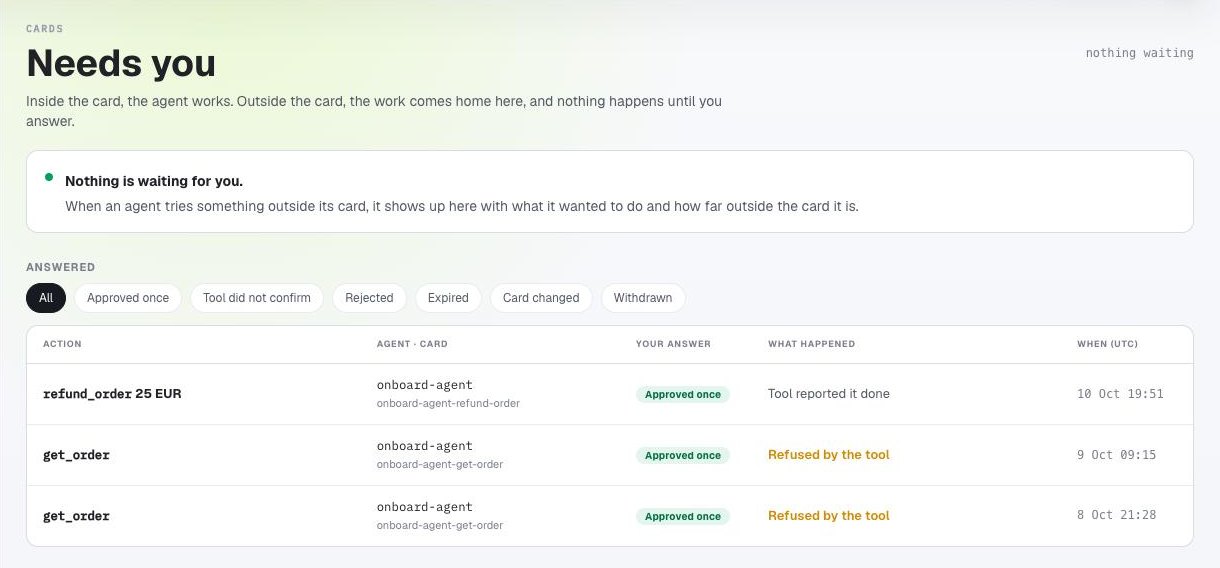 CARDS
Needs you
nothing waiting
Inside the card, the agent works. Outside the card, the work comes home here, and nothing happens until you
answer.
Nothing is waiting for you.
When an agent tries something outside its card, it shows up here with what it wanted to do and how far outside the card it is.
ANSWERED
All Approved once Tool did not confirm Rejected Expired Card changed Withdrawn
ACTION AGENT · CARD YOUR ANSWER WHAT HAPPENED WHEN (UTC)
refund_order 25 EUR onboard-agent Approved once Tool reported it done 10 Oct 19:51
onboard-agent-refund-order
get_order onboard-agent Approved once Refused by the tool 9 Oct 09:15
onboard-agent-get-order
get_order onboard-agent Approved once Refused by the tool 8 Oct 21:28
onboard-agent-get-order